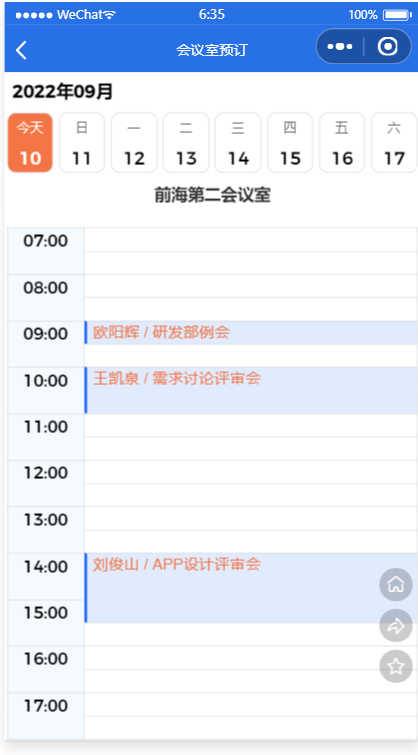 WeChat 6:35 100%
会议室预订
2022年09月
今天 日 一 二 三 四 五 六
10 11 12 13 14 15 16 17
前海第二会议室
07:00
08:00
09:00 欧阳辉 / 研发部例会
10:00 王凯泉 / 需求讨论评审会
11:00
12:00
13:00
14:00 刘俊山 / APP设计评审会
15:00
16:00
17:00